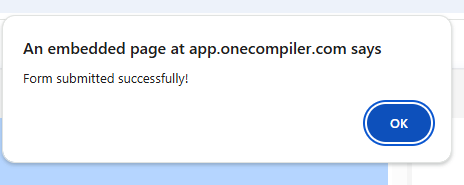 An embedded page at app.onecompiler.com says
Form submitted successfully!
OK